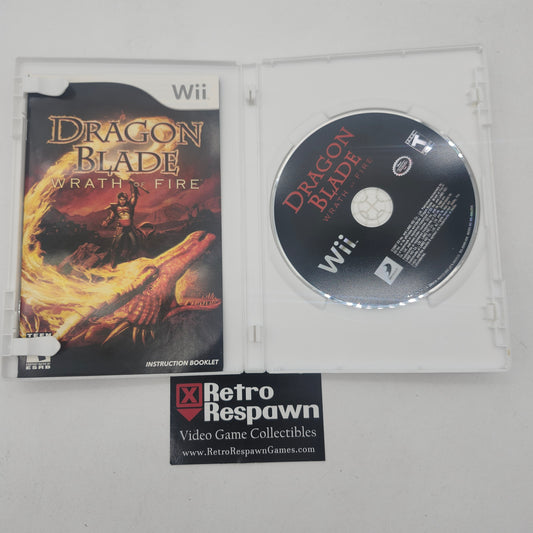 Wii
DRAGON
BLADE
WRATH OF FIRE
TEEN
ESRB
INSTRUCTION BOOKLET
DRAGON
BLADE
WRATH OF FIRE
Wii
T
Retro
Respawn
Video Game Collectibles
www.RetroRespawnGames.com